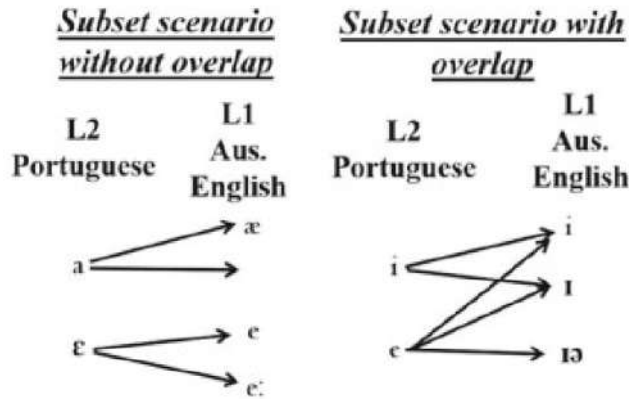 Subset scenario
without overlap
L2
Portuguese
L1
Aus.
English
a
æ
ɛ
e
eː
Subset scenario with
overlap
L2
Portuguese
L1
Aus.
English
i
i
ɪ
e
ɪə